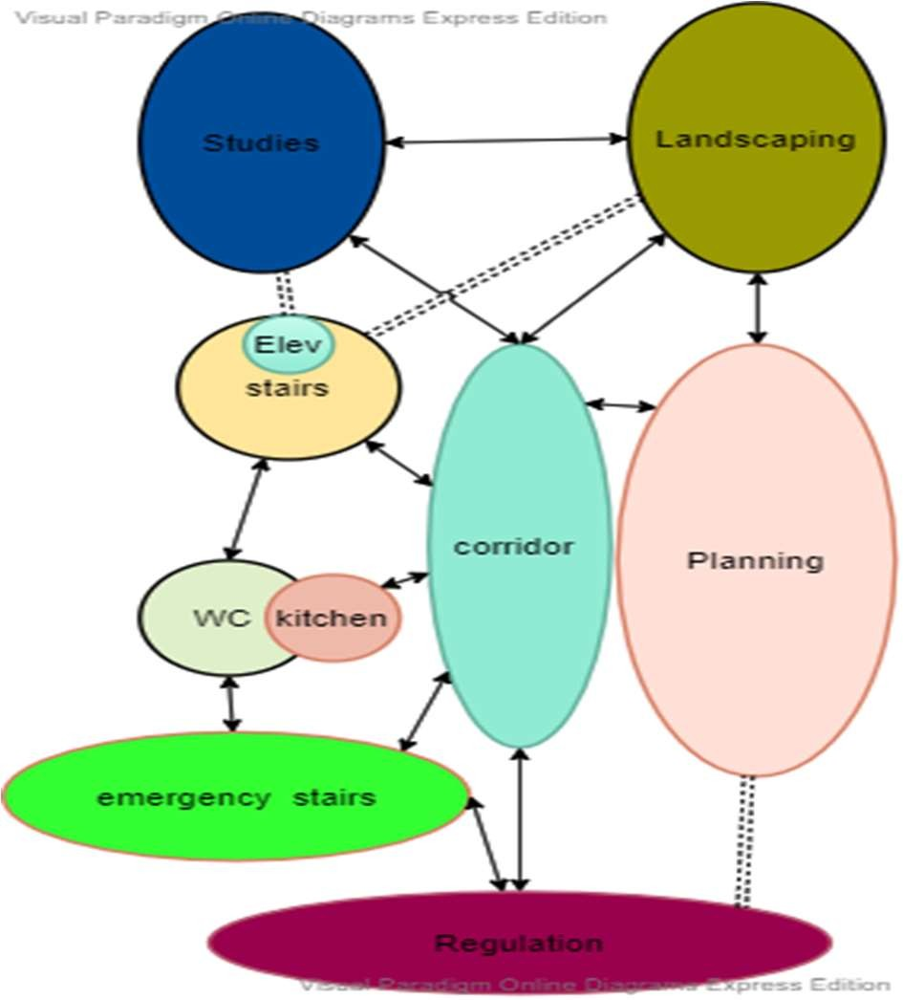 Visual Paradigm Online Diagrams Express Edition
Studies
Landscaping
Elev
stairs
corridor
Planning
WC
kitchen
emergency stairs
Regulation
Visual Paradigm Online Diagrams Express Edition